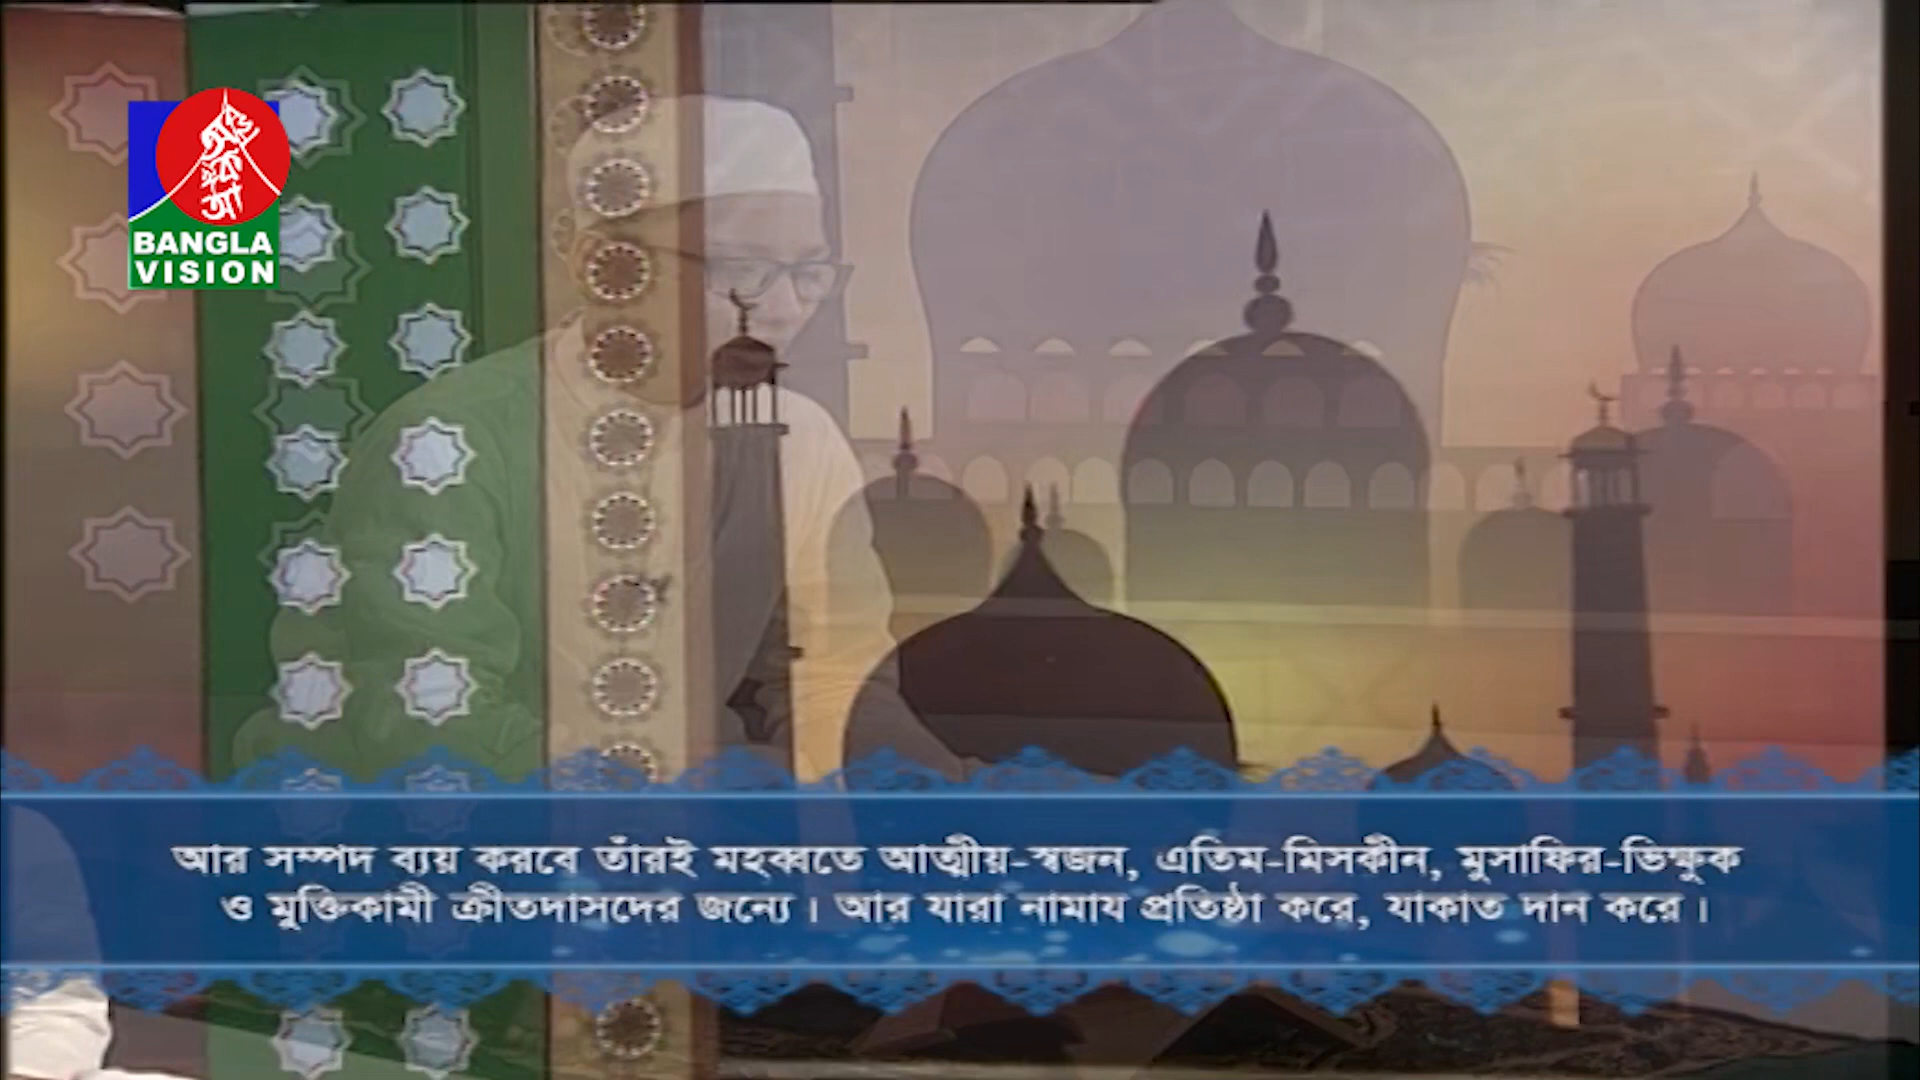 BANGLA
VISION
আর সম্পদ ব্যয় করবে তাঁরই মহব্বতে আত্মীয়-স্বজন, এতিম-মিসকীন, মুসাফির-ভিক্ষুক
ও মুক্তিকামী ক্রীতদাসদের জন্যে। আর যারা নামায প্রতিষ্ঠা করে, যাকাত দান করে।